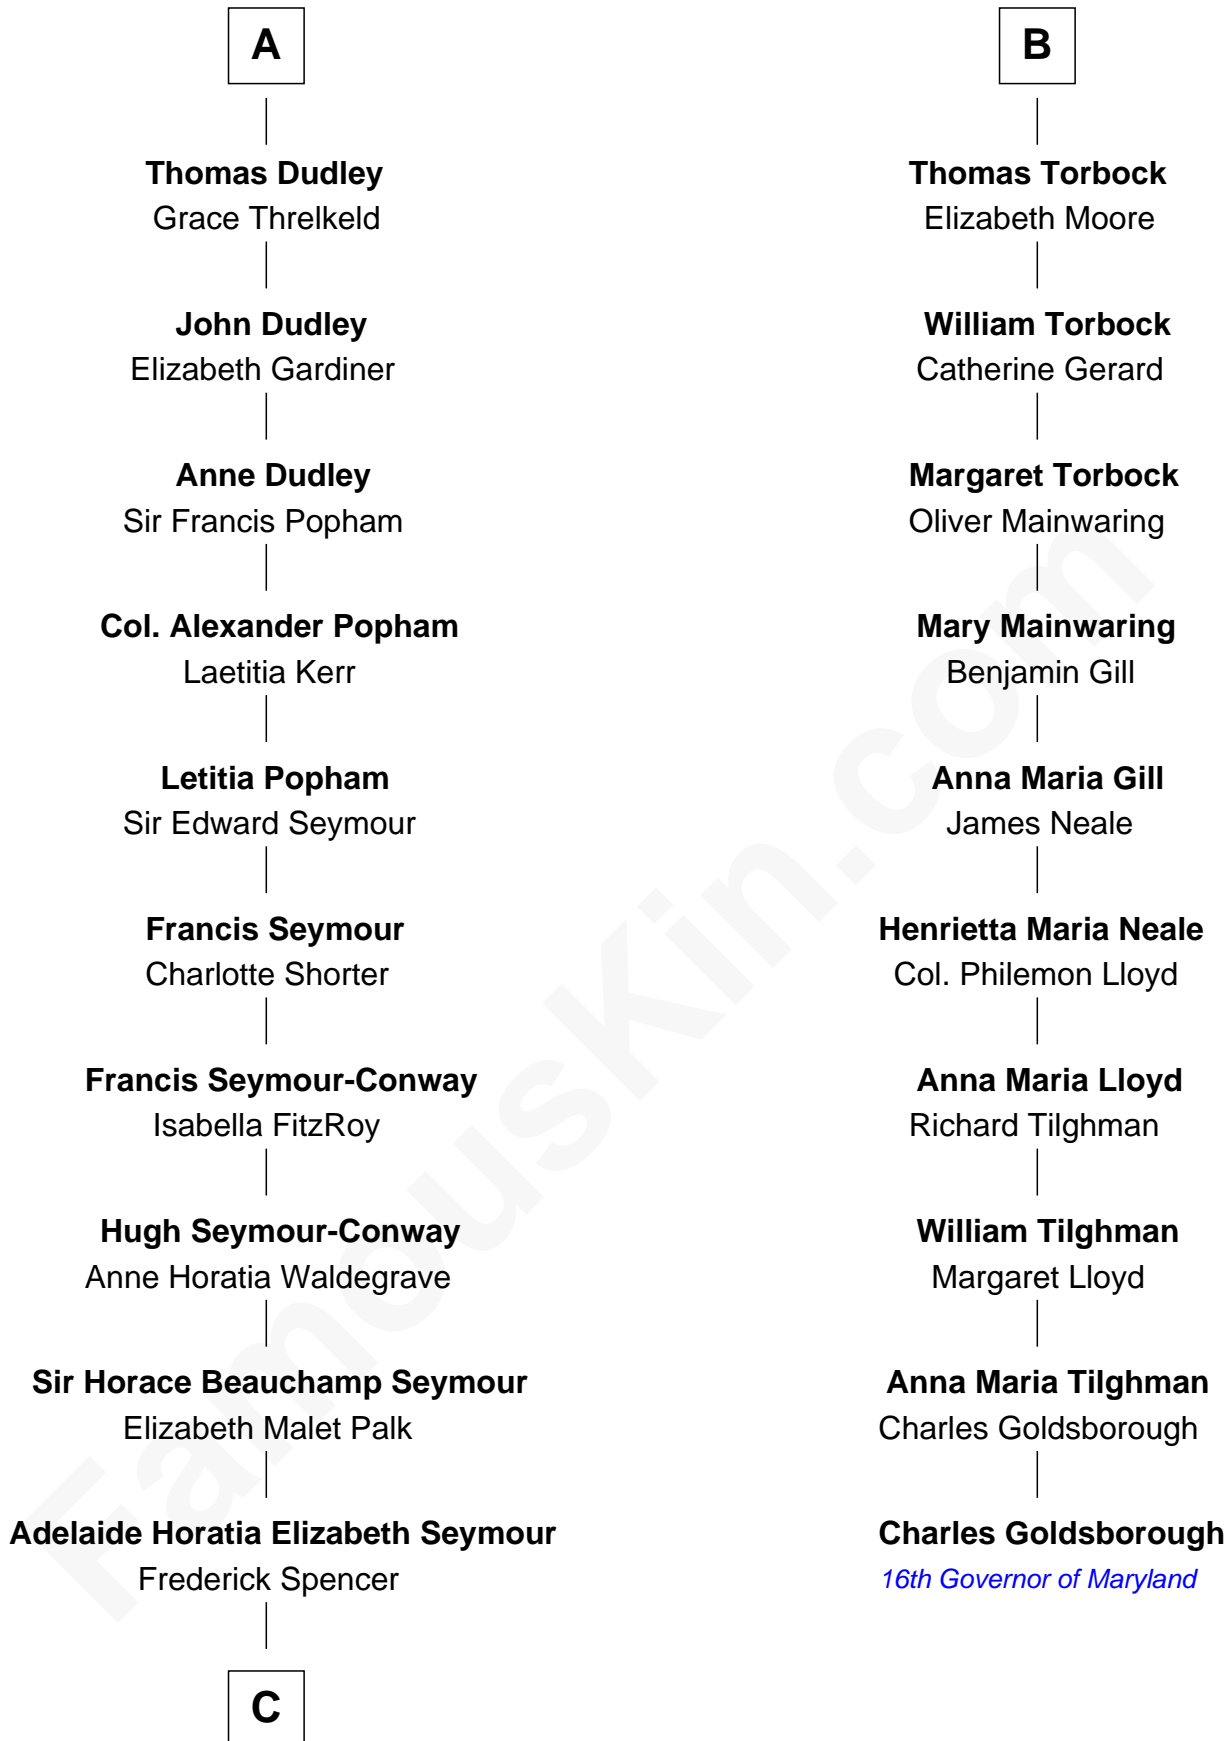 A
Thomas Dudley
Grace Threlkeld
John Dudley
Elizabeth Gardiner
Anne Dudley
Sir Francis Popham
Col. Alexander Popham
Laetitia Kerr
Letitia Popham
Sir Edward Seymour
Francis Seymour
Charlotte Shorter
Francis Seymour-Conway
Isabella FitzRoy
Hugh Seymour-Conway
Anne Horatia Waldegrave
Sir Horace Beauchamp Seymour
Elizabeth Malet Palk
Adelaide Horatia Elizabeth Seymour
Frederick Spencer
C
B
Thomas Torbock
Elizabeth Moore
William Torbock
Catherine Gerard
Margaret Torbock
Oliver Mainwaring
Mary Mainwaring
Benjamin Gill
Anna Maria Gill
James Neale
Henrietta Maria Neale
Col. Philemon Lloyd
Anna Maria Lloyd
Richard Tilghman
William Tilghman
Margaret Lloyd
Anna Maria Tilghman
Charles Goldsborough
Charles Goldsborough
16th Governor of Maryland
FamousKin.com